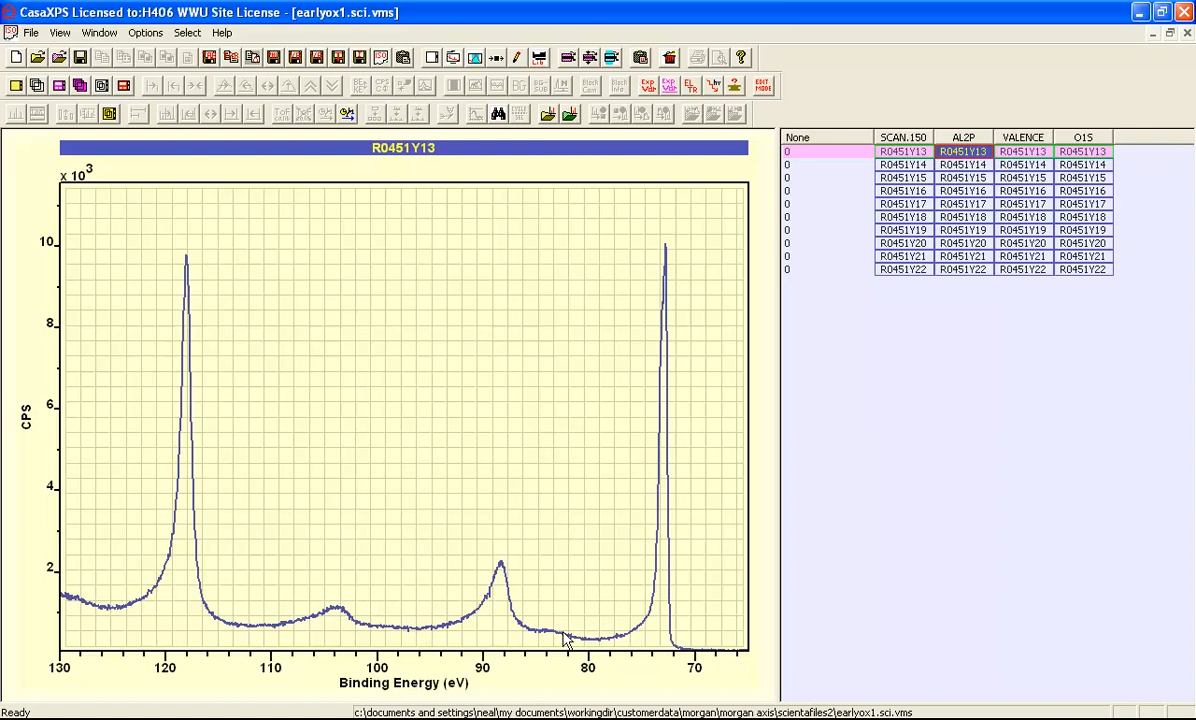 CasaXPS Licensed to:H406 WWU Site License - [earlyox1.sci.vms]
File View Window Options Select Help
R0451Y13
x 10³
10
8
6
4
2
CPS
130 120 110 100 90 80 70
Binding Energy (eV)
None SCAN.150 AL2P VALENCE O1S
0 R0451Y13 R0451Y13 R0451Y13 R0451Y13
0 R0451Y14 R0451Y14 R0451Y14 R0451Y14
0 R0451Y15 R0451Y15 R0451Y15 R0451Y15
0 R0451Y16 R0451Y16 R0451Y16 R0451Y16
0 R0451Y17 R0451Y17 R0451Y17 R0451Y17
0 R0451Y18 R0451Y18 R0451Y18 R0451Y18
0 R0451Y19 R0451Y19 R0451Y19 R0451Y19
0 R0451Y20 R0451Y20 R0451Y20 R0451Y20
0 R0451Y21 R0451Y21 R0451Y21 R0451Y21
0 R0451Y22 R0451Y22 R0451Y22 R0451Y22
Ready c:\documents and settings\neal\my documents\workingdir\customerdata\morgan\morgan axis\scientafiles2\earlyox1.sci.vms